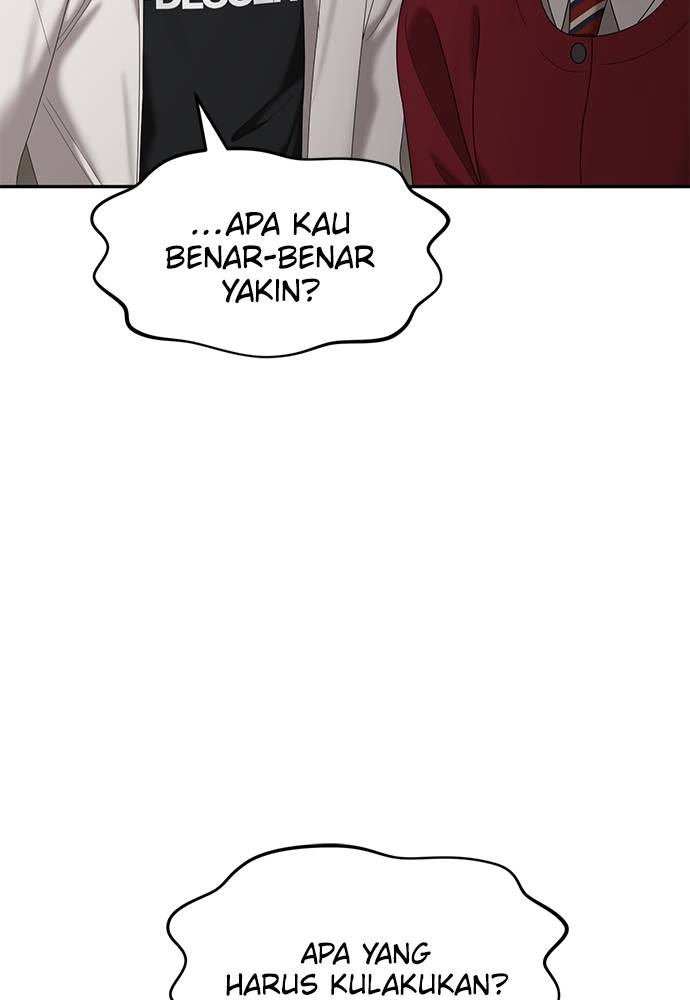 ...APA KAU
BENAR-BENAR
YAKIN?
APA YANG
HARUS KULAKUKAN?